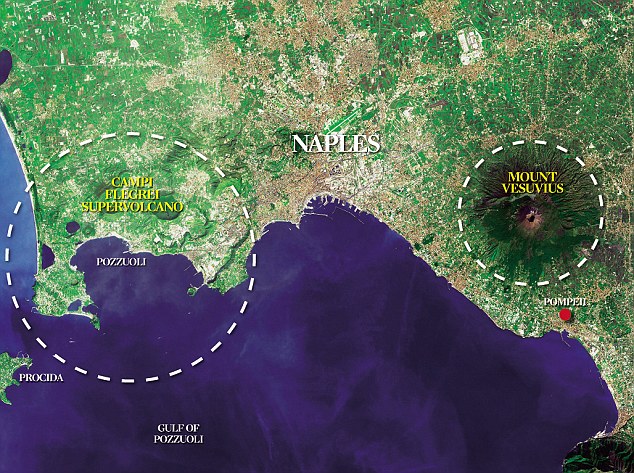 NAPLES
CAMPI
FLEGREI
SUPERVOLCANO
MOUNT
VESUVIUS
POZZUOLI
POMPEII
PROCIDA
GULF OF
POZZUOLI